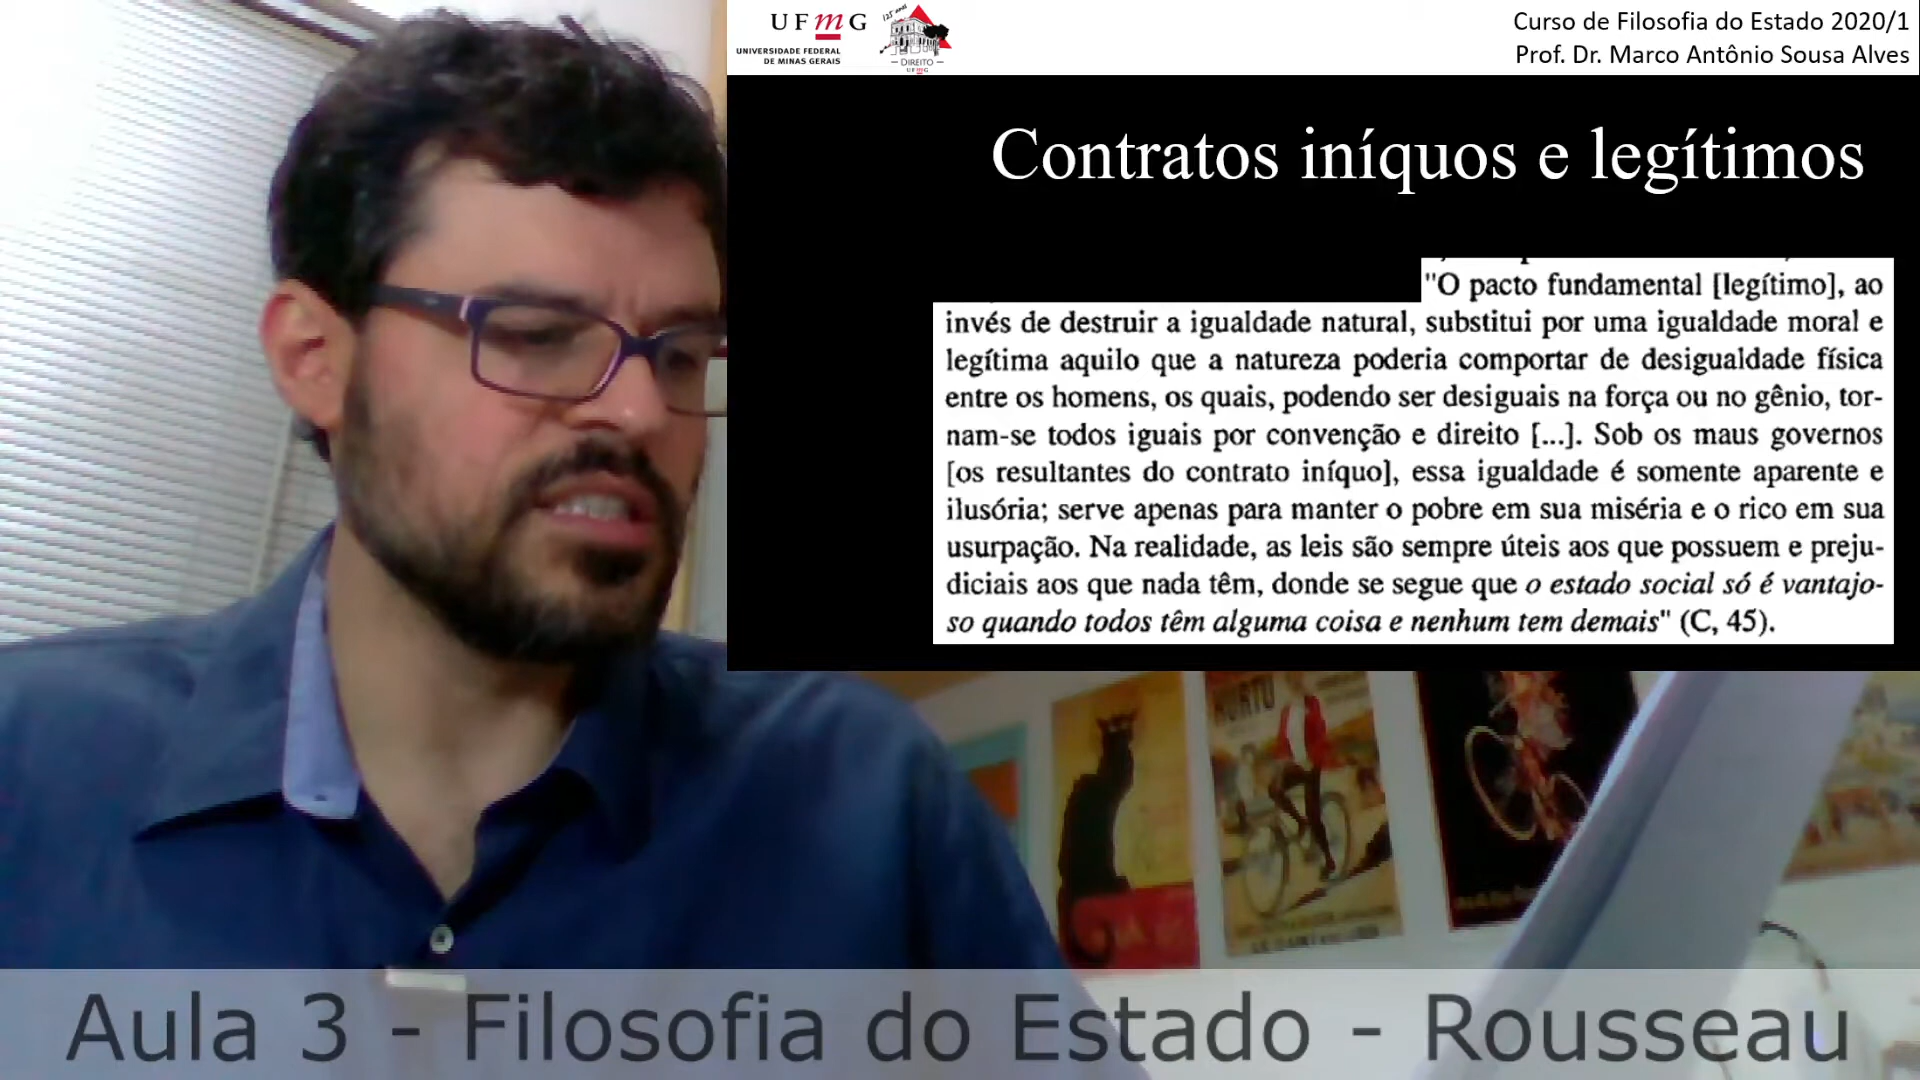 UFmG
UNIVERSIDADE FEDERAL
DE MINAS GERAIS
125 anos
DIREITO
UFMG
Curso de Filosofia do Estado 2020/1
Prof. Dr. Marco Antônio Sousa Alves
Contratos iníquos e legítimos
"O pacto fundamental [legítimo], ao
invés de destruir a igualdade natural, substitui por uma igualdade moral e
legítima aquilo que a natureza poderia comportar de desigualdade física
entre os homens, os quais, podendo ser desiguais na força ou no gênio, tor-
nam-se todos iguais por convenção e direito [...]. Sob os maus governos
[os resultantes do contrato iníquo], essa igualdade é somente aparente e
ilusória; serve apenas para manter o pobre em sua miséria e o rico em sua
usurpação. Na realidade, as leis são sempre úteis aos que possuem e preju-
diciais aos que nada têm, donde se segue que o estado social só é vantajo-
so quando todos têm alguma coisa e nenhum tem demais" (C, 45).
Aula 3 - Filosofia do Estado - Rousseau